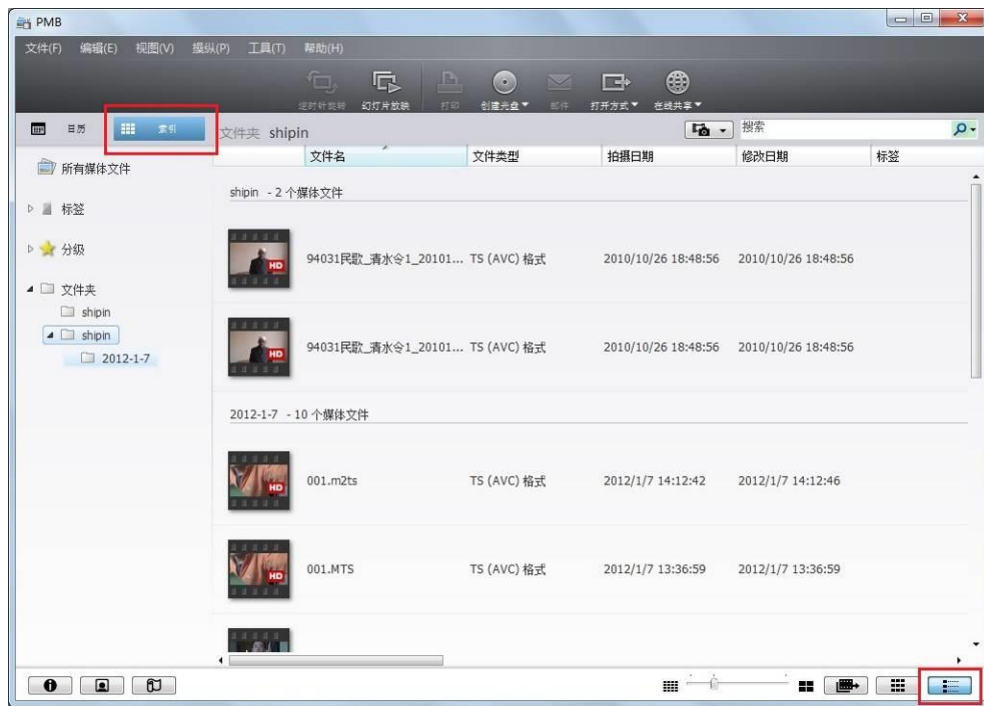 PMB
文件(F) 编辑(E) 视图(V) 操纵(P) 工具(T) 帮助(H)
逆时针旋转 幻灯片放映 打印 创建光盘 邮件 打开方式 在线共享
日历 索引 文件夹 shipin 搜索
文件名 文件类型 拍摄日期 修改日期 标签
所有媒体文件
shipin - 2 个媒体文件
标签
分级
HD 94031民歌_清水令1_20101... TS (AVC) 格式 2010/10/26 18:48:56 2010/10/26 18:48:56
文件夹
shipin
shipin
HD 94031民歌_清水令1_20101... TS (AVC) 格式 2010/10/26 18:48:56 2010/10/26 18:48:56
2012-1-7
2012-1-7 - 10 个媒体文件
HD 001.m2ts TS (AVC) 格式 2012/1/7 14:12:42 2012/1/7 14:12:46
HD 001.MTS TS (AVC) 格式 2012/1/7 13:36:59 2012/1/7 13:36:59